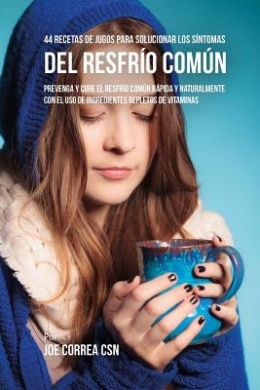 44 RECETAS DE JUGOS PARA SOLUCIONAR LOS SÍNTOMAS
DEL RESFRÍO COMÚN
PREVENGA Y CURE EL RESFRÍO COMÚN RÁPIDA Y NATURALMENTE
CON EL USO DE INGREDIENTES REPLETOS DE VITAMINAS
Por
JOE CORREA CSN